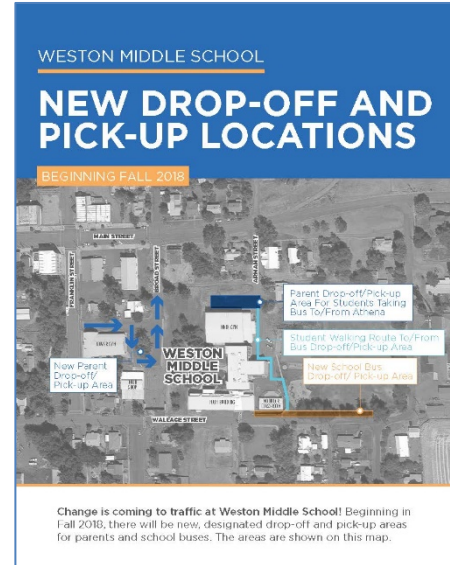 WESTON MIDDLE SCHOOL
NEW DROP-OFF AND
PICK-UP LOCATIONS
BEGINNING FALL 2018
MAIN STREET
FRANKLIN STREET
BROAD STREET
Parent Drop-off/Pick-up
Area For Students Taking
Bus To/From Athena
Student Walking Route To/From
Bus Drop-off/Pick-up Area
New School Bus
Drop-off/ Pick-up Area
New Parent
Drop-off/
Pick-up Area
WESTON
MIDDLE
SCHOOL
WALLACE STREET
Change is coming to traffic at Weston Middle School! Beginning in
Fall 2018, there will be new, designated drop-off and pick-up areas
for parents and school buses. The areas are shown on this map.